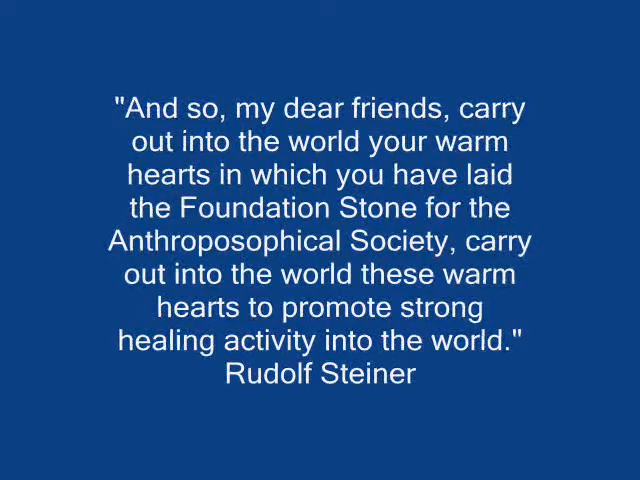 "And so, my dear friends, carry
out into the world your warm
hearts in which you have laid
the Foundation Stone for the
Anthroposophical Society, carry
out into the world these warm
hearts to promote strong
healing activity into the world."
Rudolf Steiner